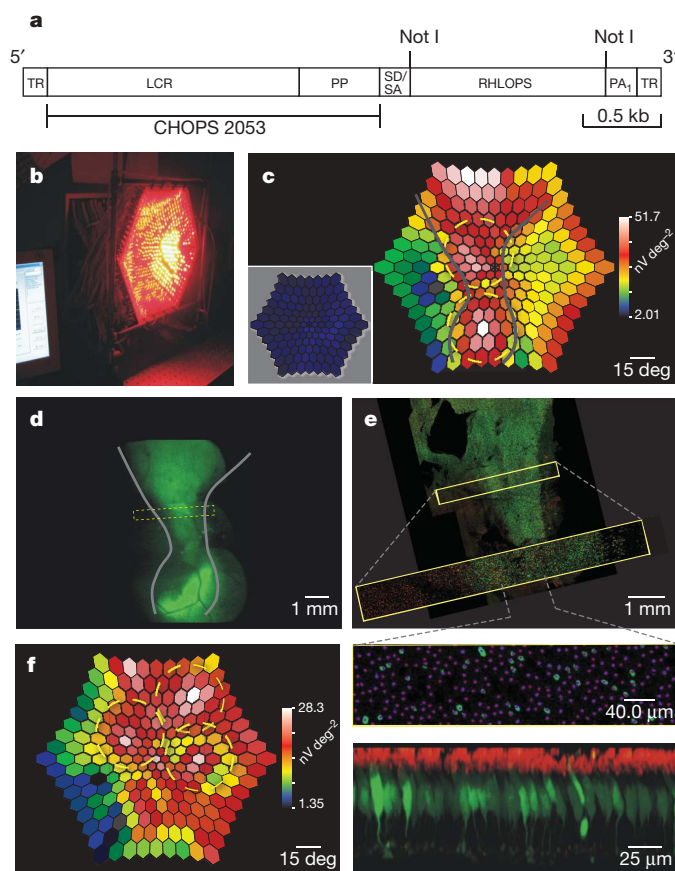 a
Not I
Not I
5′
3′
TR
LCR
PP
SD/
SA
RHLOPS
PA1
TR
CHOPS 2053
0.5 kb
b
c
51.7
nV deg–2
2.01
15 deg
d
1 mm
e
1 mm
40.0 µm
25 µm
f
28.3
nV deg–2
1.35
15 deg